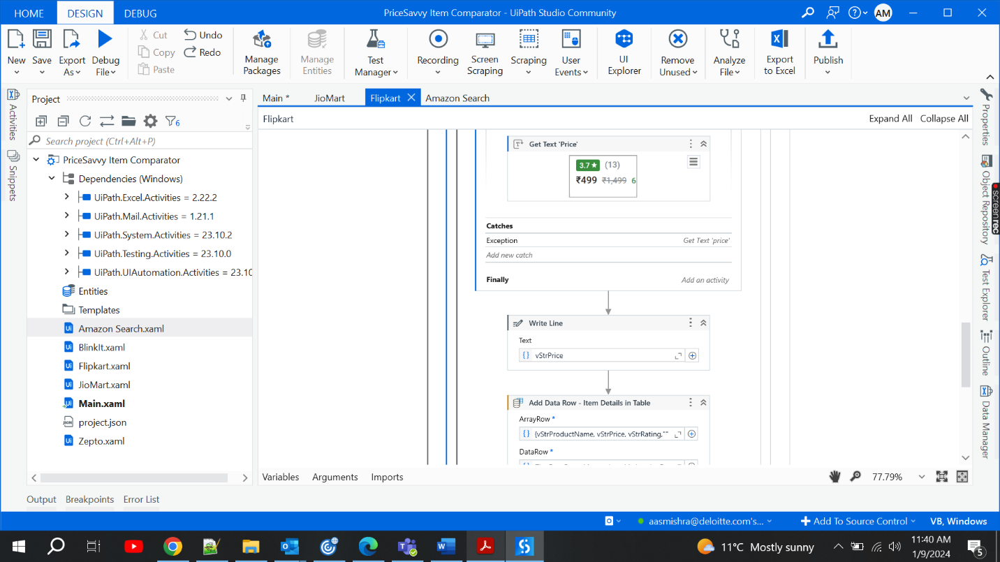 HOME DESIGN DEBUG PriceSavvy Item Comparator - UiPath Studio Community AM
New Save Export As Debug File Cut Copy Paste Undo Redo Manage Packages Manage Entities Test Manager Recording Screen Scraping Scraping User Events UI Explorer Remove Unused Analyze File Export to Excel Publish
Activities
Snippets
Project
6
Search project (Ctrl+Alt+P)
PriceSavvy Item Comparator
Dependencies (Windows)
UiPath.Excel.Activities = 2.22.2
UiPath.Mail.Activities = 1.21.1
UiPath.System.Activities = 23.10.2
UiPath.Testing.Activities = 23.10.0
UiPath.UIAutomation.Activities = 23.10
Entities
Templates
Amazon Search.xaml
BlinkIt.xaml
Flipkart.xaml
JioMart.xaml
Main.xaml
project.json
Zepto.xaml
Main * JioMart Flipkart Amazon Search
Flipkart Expand All Collapse All
Get Text 'Price'
3.7 ★ (13)
₹499 ₹1,499 6
Catches
Exception Get Text 'price'
Add new catch
Finally Add an activity
Write Line
Text
vStrPrice
Add Data Row - Item Details in Table
ArrayRow *
{vStrProductName, vStrPrice, vStrRating,""
DataRow *
Variables Arguments Imports 77.79%
Properties
Object Repository
screenrec
Test Explorer
Outline
Data Manager
Output Breakpoints Error List
aasmishra@deloitte.com's... Add To Source Control VB, Windows
11°C Mostly sunny 11:40 AM
1/9/2024
5